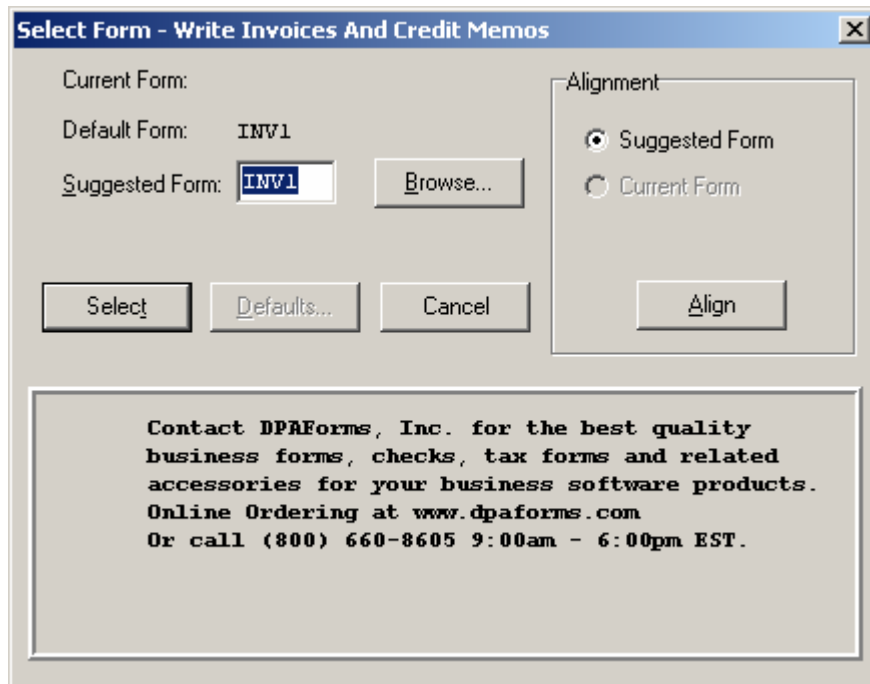 Select Form - Write Invoices And Credit Memos
Current Form:
Default Form: INV1
Suggested Form: INV1 Browse...
Alignment
Suggested Form
Current Form
Select Defaults... Cancel
Align
Contact DPAForms, Inc. for the best quality
business forms, checks, tax forms and related
accessories for your business software products.
Online Ordering at www.dpaforms.com
Or call (800) 660-8605 9:00am - 6:00pm EST.